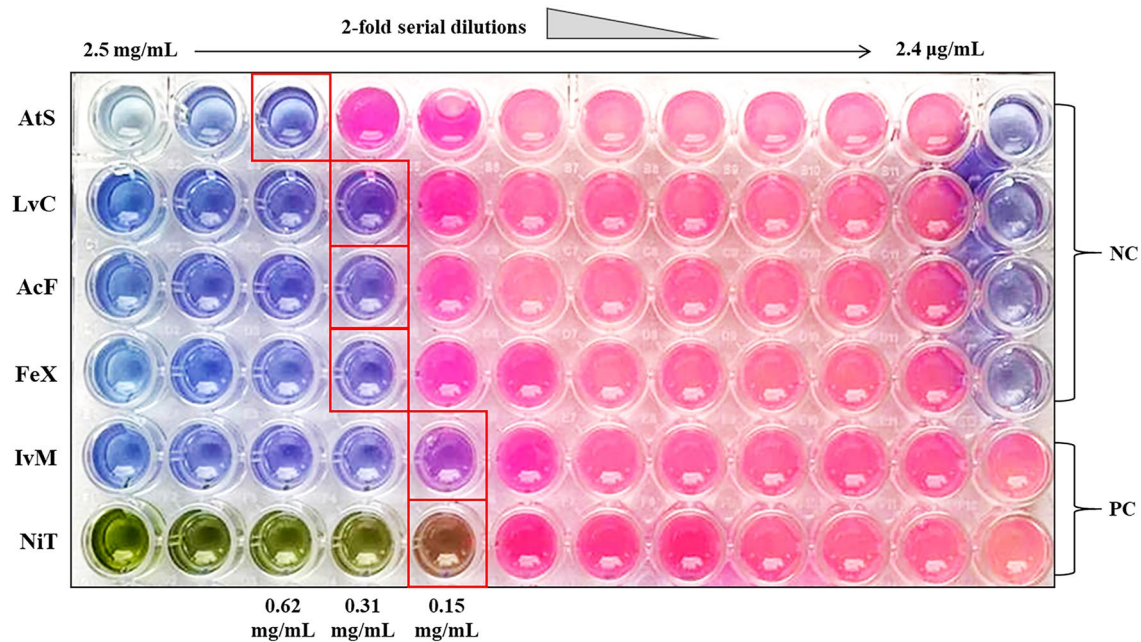 2-fold serial dilutions
2.5 mg/mL
2.4 µg/mL
AtS
LvC
AcF
FeX
IvM
NiT
NC
PC
0.62
mg/mL
0.31
mg/mL
0.15
mg/mL